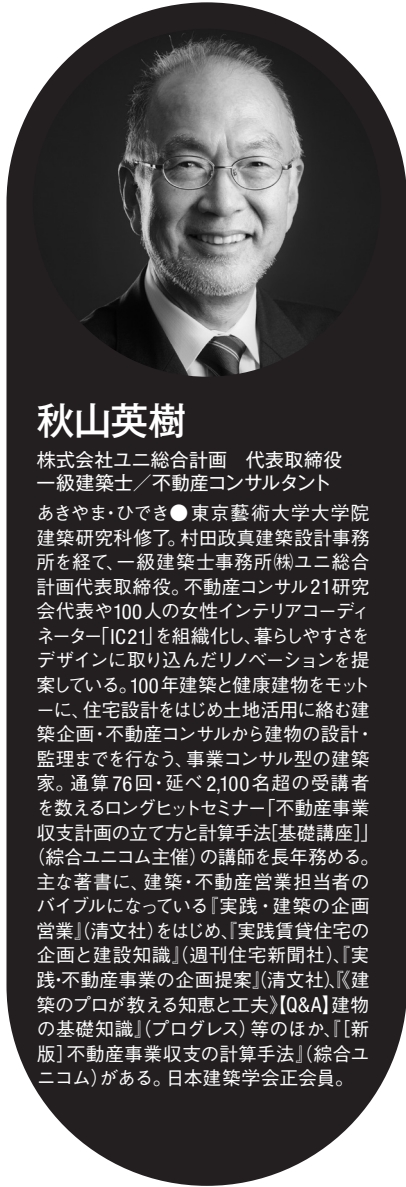 秋山英樹
株式会社ユニ総合計画　代表取締役
一級建築士／不動産コンサルタント
あきやま・ひでき●東京藝術大学大学院
建築研究科修了。村田政真建築設計事務
所を経て、一級建築士事務所㈱ユニ総合
計画代表取締役。不動産コンサル21研究
会代表や100人の女性インテリアコーディ
ネーター「IC21」を組織化し、暮らしやすさを
デザインに取り込んだリノベーションを提
案している。100年建築と健康建物をモット
ーに、住宅設計をはじめ土地活用に絡む建
築企画・不動産コンサルから建物の設計・
監理までを行なう、事業コンサル型の建築
家。通算76回・延べ2,100名超の受講者
を数えるロングヒットセミナー「不動産事業
収支計画の立て方と計算手法［基礎講座］」
（綜合ユニコム主催）の講師を長年務める。
主な著書に、建築・不動産営業担当者の
バイブルになっている『実践・建築の企画
営業』（清文社）をはじめ、『実践賃貸住宅の
企画と建設知識』（週刊住宅新聞社）、『実
践・不動産事業の企画提案』（清文社）、『《建
築のプロが教える知恵と工夫》【Q&A】建物
の基礎知識』（プログレス）等のほか、『［新
版］不動産事業収支の計算手法』（綜合ユ
ニコム）がある。日本建築学会正会員。